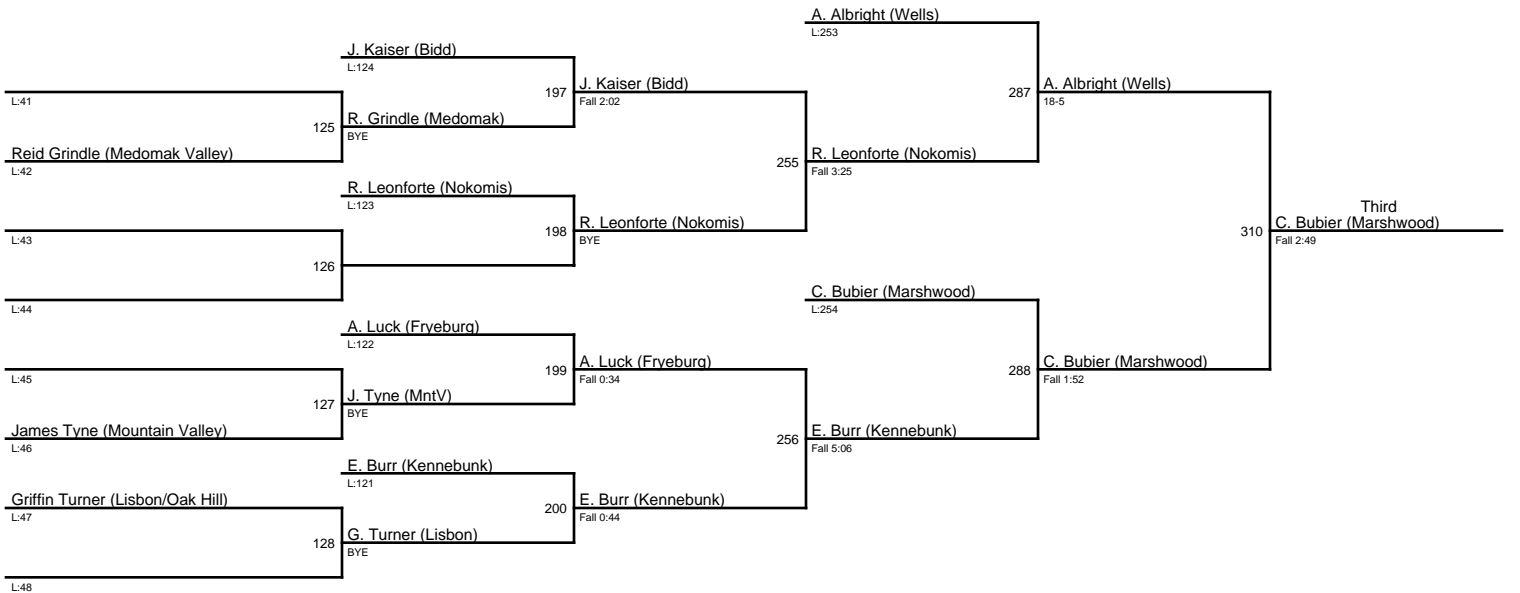 A. Albright (Wells)
L:253
J. Kaiser (Bidd)
L:124
197
J. Kaiser (Bidd)
Fall 2:02
287
A. Albright (Wells)
18-5
L:41
125
R. Grindle (Medomak)
BYE
Reid Grindle (Medomak Valley)
L:42
255
R. Leonforte (Nokomis)
Fall 3:25
R. Leonforte (Nokomis)
L:123
198
R. Leonforte (Nokomis)
BYE
L:43
126
L:44
310
Third
C. Bubier (Marshwood)
Fall 2:49
C. Bubier (Marshwood)
L:254
A. Luck (Fryeburg)
L:122
199
A. Luck (Fryeburg)
Fall 0:34
288
C. Bubier (Marshwood)
Fall 1:52
L:45
127
J. Tyne (MntV)
BYE
James Tyne (Mountain Valley)
L:46
256
E. Burr (Kennebunk)
Fall 5:06
E. Burr (Kennebunk)
L:121
200
E. Burr (Kennebunk)
Fall 0:44
Griffin Turner (Lisbon/Oak Hill)
L:47
128
G. Turner (Lisbon)
BYE
L:48